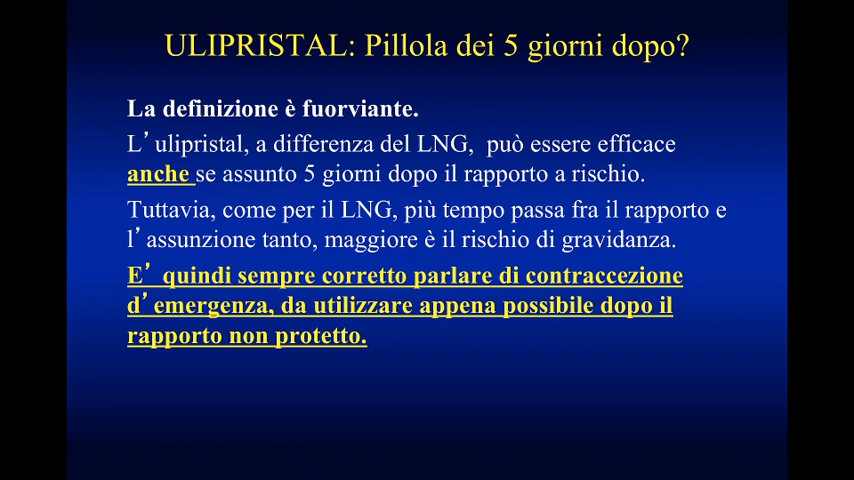 ULIPRISTAL: Pillola dei 5 giorni dopo?
La definizione è fuorviante.
L’ulipristal, a differenza del LNG, può essere efficace
anche se assunto 5 giorni dopo il rapporto a rischio.
Tuttavia, come per il LNG, più tempo passa fra il rapporto e
l’assunzione tanto, maggiore è il rischio di gravidanza.
E’ quindi sempre corretto parlare di contraccezione
d’emergenza, da utilizzare appena possibile dopo il
rapporto non protetto.